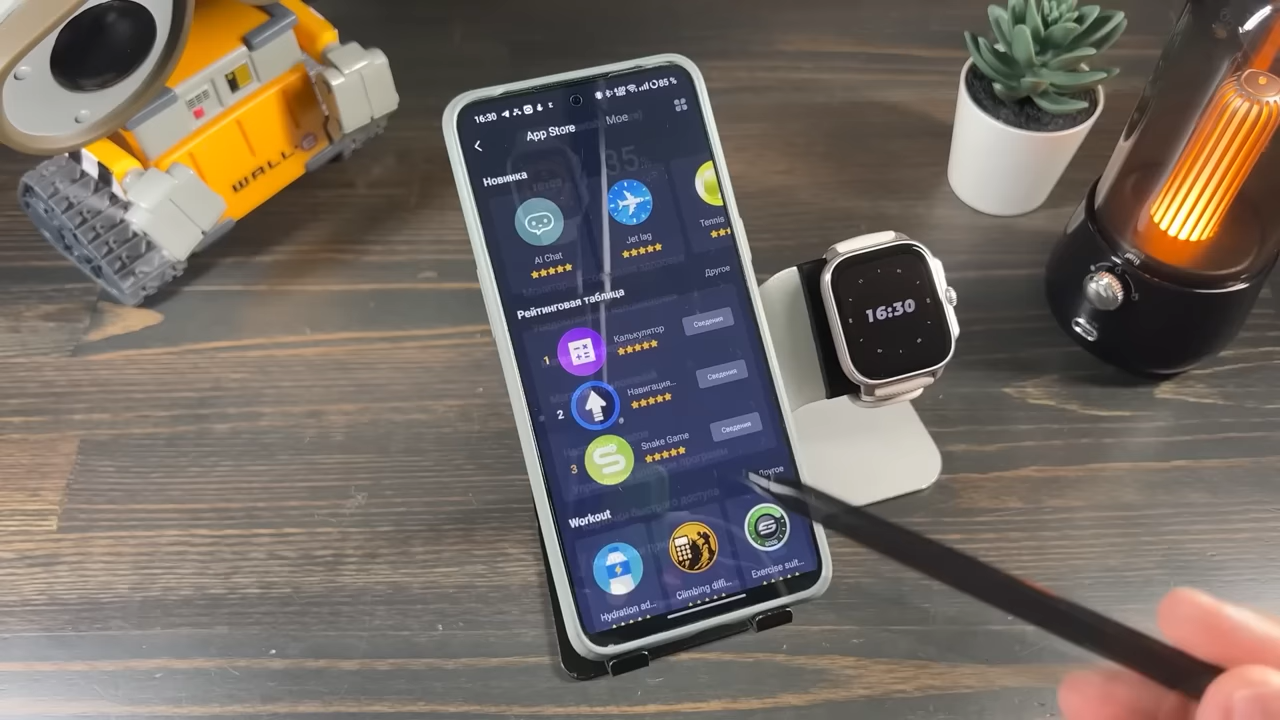 WALL·E
16:30
85 %
App Store
Мое
Новинка
AI Chat
Jet lag
Tennis
Другое
Рейтинговая таблица
1
Калькулятор
Сведения
2
Навигация...
Сведения
3
Snake Game
Сведения
Другое
Workout
Hydration ad...
Climbing diffi...
Exercise suit...
16:30